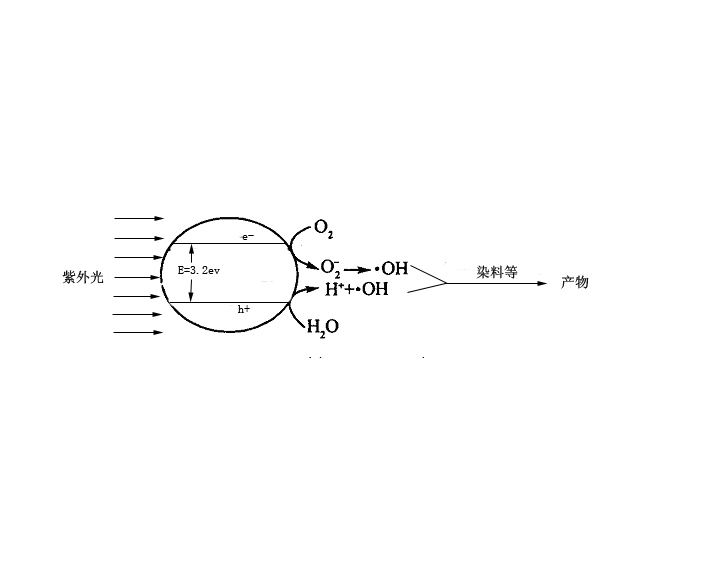 紫外光
e-
E=3.2ev
h+
O₂
O₂⁻
•OH
H⁺+•OH
H₂O
染料等
产物